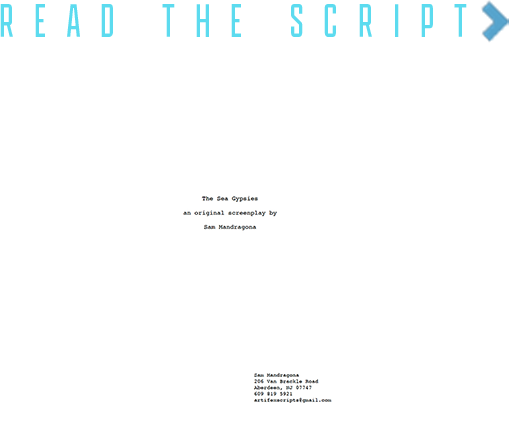 READ THE SCRIPT
The Sea Gypsies
an original screenplay by
Sam Mandragona
Sam Mandragona
206 Van Brackle Road
Aberdeen, NJ 07747
609 819 5921
artifexscripts@gmail.com